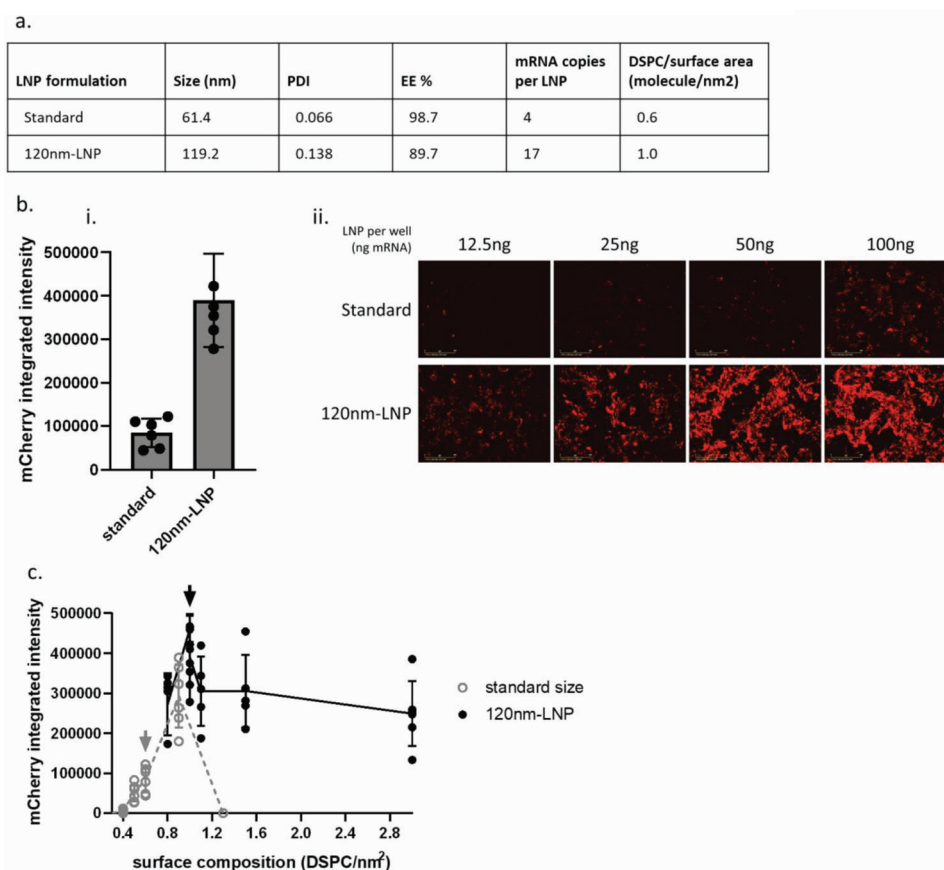 a.
LNP formulation Size (nm) PDI EE % mRNA copies per LNP DSPC/surface area (molecule/nm2)
Standard 61.4 0.066 98.7 4 0.6
120nm-LNP 119.2 0.138 89.7 17 1.0
b.
i.
mCherry integrated intensity
500000
400000
300000
200000
100000
0
standard
120nm-LNP
ii.
LNP per well
(ng mRNA)
12.5ng 25ng 50ng 100ng
Standard
120nm-LNP
c.
mCherry integrated intensity
500000
400000
300000
200000
100000
0
0.4 0.8 1.2 1.6 2.0 2.4 2.8
surface composition (DSPC/nm²)
standard size
120nm-LNP